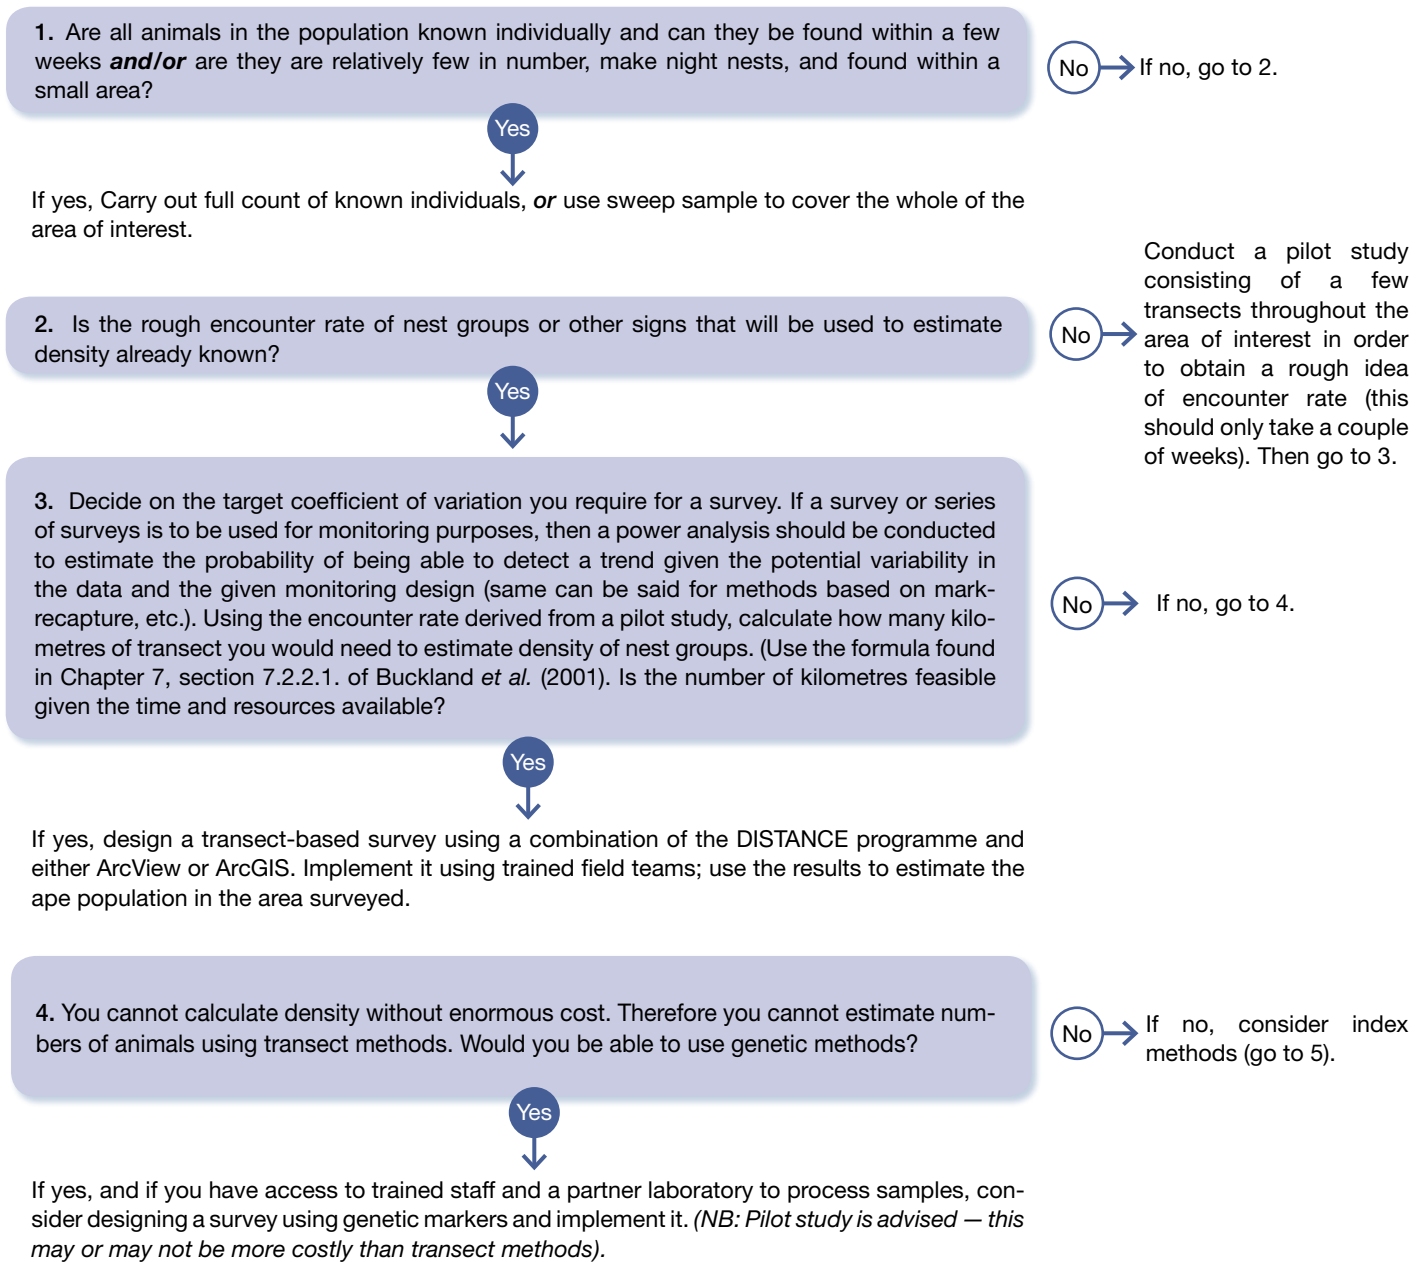 1. Are all animals in the population known individually and can they be found within a few
weeks and/or are they are relatively few in number, make night nests, and found within a
small area?
No
If no, go to 2.
Yes
If yes, Carry out full count of known individuals, or use sweep sample to cover the whole of the
area of interest.
2. Is the rough encounter rate of nest groups or other signs that will be used to estimate
density already known?
No
Conduct a pilot study
consisting of a few
transects throughout the
area of interest in order
to obtain a rough idea
of encounter rate (this
should only take a couple
of weeks). Then go to 3.
Yes
3. Decide on the target coefficient of variation you require for a survey. If a survey or series
of surveys is to be used for monitoring purposes, then a power analysis should be conducted
to estimate the probability of being able to detect a trend given the potential variability in
the data and the given monitoring design (same can be said for methods based on mark-
recapture, etc.). Using the encounter rate derived from a pilot study, calculate how many kilo-
metres of transect you would need to estimate density of nest groups. (Use the formula found
in Chapter 7, section 7.2.2.1. of Buckland et al. (2001). Is the number of kilometres feasible
given the time and resources available?
No
If no, go to 4.
Yes
If yes, design a transect-based survey using a combination of the DISTANCE programme and
either ArcView or ArcGIS. Implement it using trained field teams; use the results to estimate the
ape population in the area surveyed.
4. You cannot calculate density without enormous cost. Therefore you cannot estimate num-
bers of animals using transect methods. Would you be able to use genetic methods?
No
If no, consider index
methods (go to 5).
Yes
If yes, and if you have access to trained staff and a partner laboratory to process samples, con-
sider designing a survey using genetic markers and implement it. (NB: Pilot study is advised — this
may or may not be more costly than transect methods).